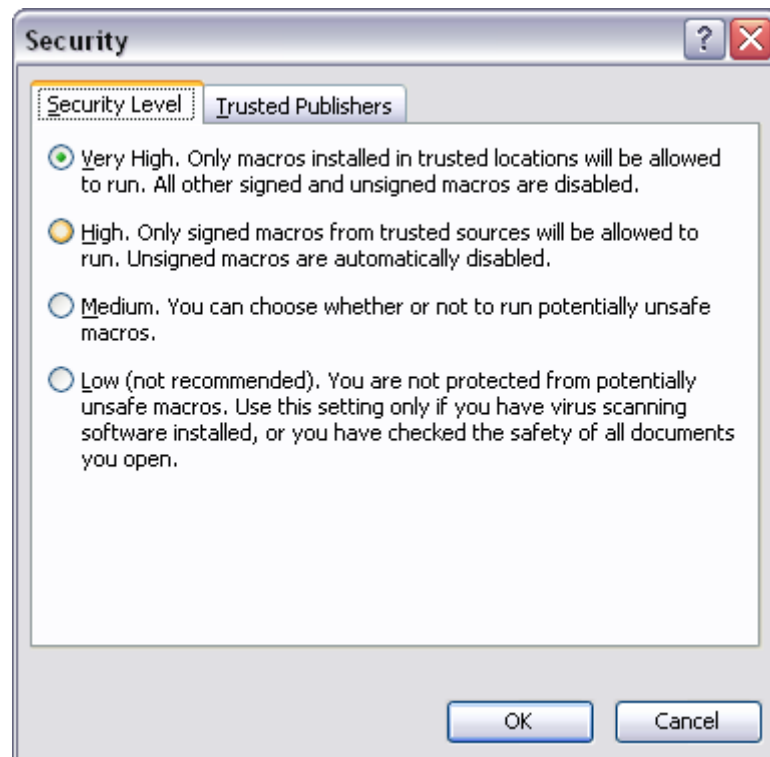 Security
Security Level
Trusted Publishers
Very High. Only macros installed in trusted locations will be allowed
to run. All other signed and unsigned macros are disabled.
High. Only signed macros from trusted sources will be allowed to
run. Unsigned macros are automatically disabled.
Medium. You can choose whether or not to run potentially unsafe
macros.
Low (not recommended). You are not protected from potentially
unsafe macros. Use this setting only if you have virus scanning
software installed, or you have checked the safety of all documents
you open.
OK
Cancel